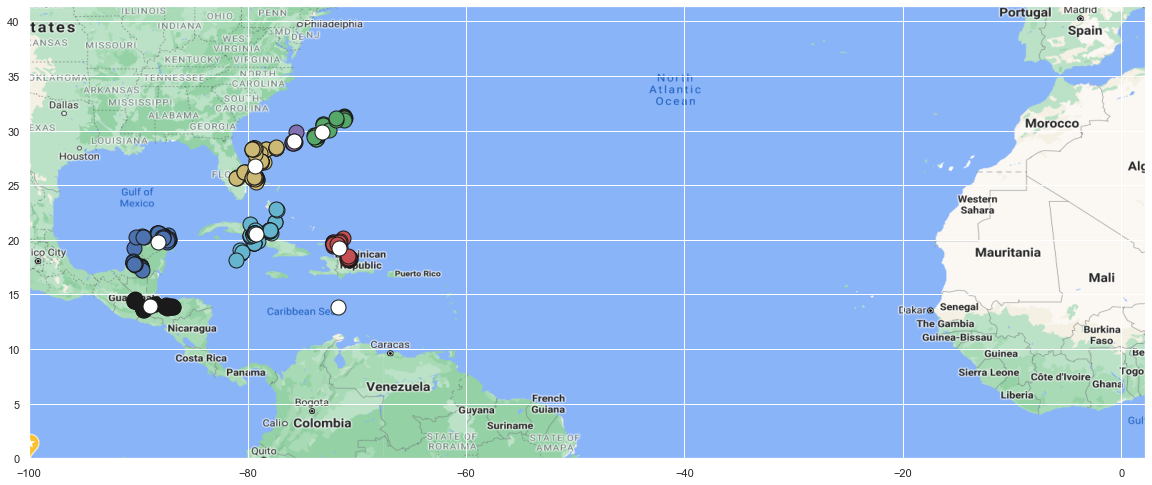 ILLINOIS
OHIO
PENN
Philadelphia
tates
INDIANA
MD
DE
NJ
KANSAS
MISSOURI
WEST
VIRGINIA
KENTUCKY
VIRGINIA
OKLAHOMA
TENNESSEE
NORTH
CAROLINA
ARKANSAS
MISSISSIPPI
SOUTH
CAROLINA
Dallas
ALABAMA
GEORGIA
EXAS
LOUISIANA
Houston
FLO
Gulf of
Mexico
ico City
Guatemala
Nicaragua
Costa Rica
Panama
Caribbean Se
minican
Republic
Puerto Rico
Caracas
Venezuela
Bogota
Colombia
Cali
Quito
Guyana
French
Guiana
Suriname
STATE OF
RORAIMA
STATE OF
AMAPA
North
Atlantic
Ocean
Portugal
Madrid
Spain
Morocco
Alg
Western
Sahara
Mauritania
Mali
Dakar
Senegal
The Gambia
Guinea-Bissau
Guinea
Sierra Leone
Liberia
Côte d'Ivoire
Burkina
Faso
Ghana
Be
Togo
Gul
40
35
30
25
20
15
10
5
0
−100
−80
−60
−40
−20
0